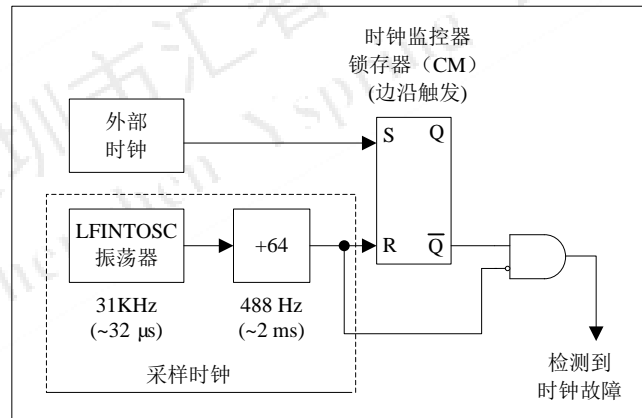 时钟监控器
锁存器（CM）
(边沿触发)
外部
时钟
S Q
LFINTOSC
振荡器
+64
R Q
31KHz
(~32 μs)
488 Hz
(~2 ms)
采样时钟
检测到
时钟故障